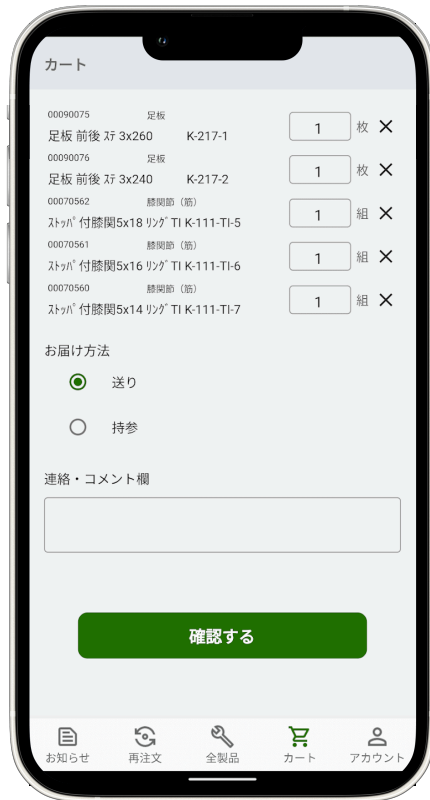 カート
00090075 足板
足板 前後 ｽﾃ 3x260 K-217-1 1 枚
00090076 足板
足板 前後 ｽﾃ 3x240 K-217-2 1 枚
00070562 膝関節（筋）
ｽﾄｯﾊﾟ付膝関5x18 ﾘﾝｸﾞTI K-111-TI-5 1 組
00070561 膝関節（筋）
ｽﾄｯﾊﾟ付膝関5x16 ﾘﾝｸﾞTI K-111-TI-6 1 組
00070560 膝関節（筋）
ｽﾄｯﾊﾟ付膝関5x14 ﾘﾝｸﾞTI K-111-TI-7 1 組
お届け方法
送り
持参
連絡・コメント欄
確認する
お知らせ 再注文 全製品 カート アカウント